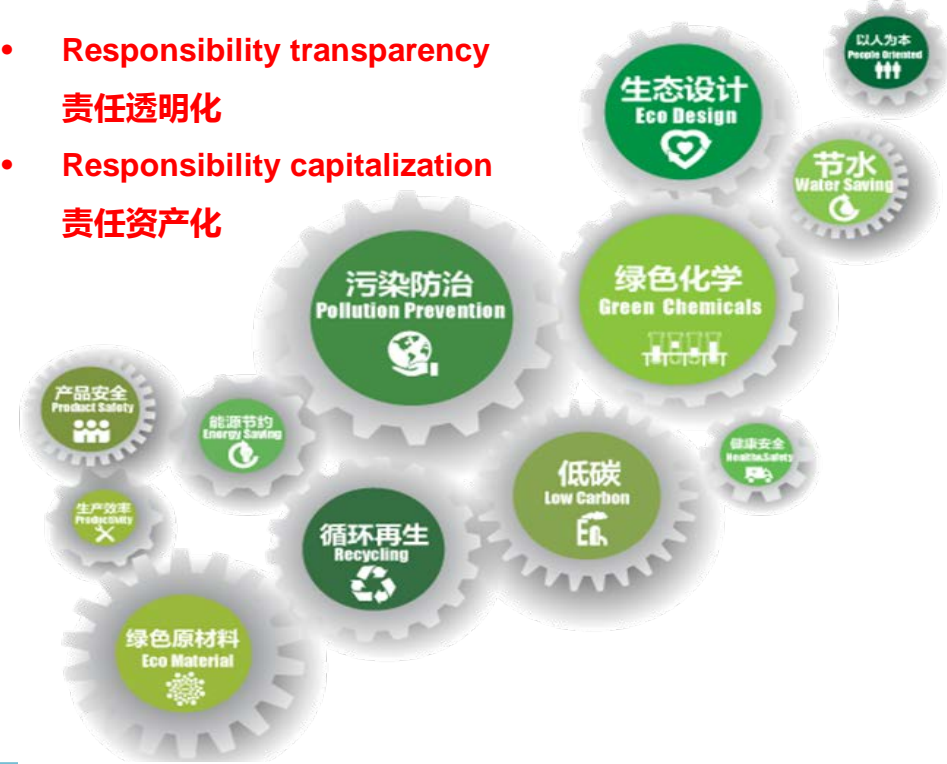 • Responsibility transparency
责任透明化
• Responsibility capitalization
责任资产化
以人为本
People Oriented
生态设计
Eco Design
节水
Water Saving
污染防治
Pollution Prevention
绿色化学
Green Chemicals
产品安全
Product Safety
能源节约
Energy Saving
低碳
Low Carbon
健康安全
Health&Safety
生产效率
Productivity
循环再生
Recycling
绿色原材料
Eco Material